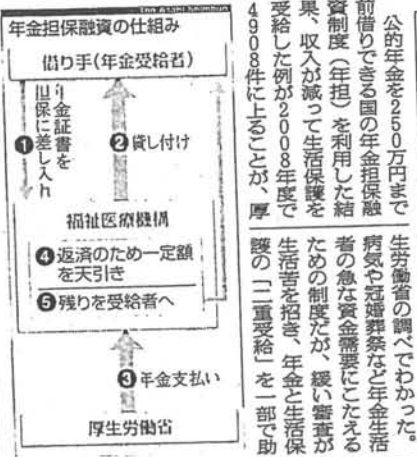 The Asahi Shimbun
年金担保融資の仕組み
借り手(年金受給者)
❶
年金証書を
担保に差し入れ
❷貸し付け
福祉医療機構
❹返済のため一定額
を天引き
❺残りを受給者へ
❸年金支払い
厚生労働省
公的年金を250万円まで
前借りできる国の年金担保融
資制度(年担)を利用した結
果、収入が減って生活保護を
受給した例が2008年度で
4908件に上ることが、厚
生労働省の調べでわかった。
病気や冠婚葬祭など年金生活
者の急な資金需要にこたえる
ための制度だが、緩い審査が
生活苦を招き、年金と生活保
護の「二重受給」を一部で助